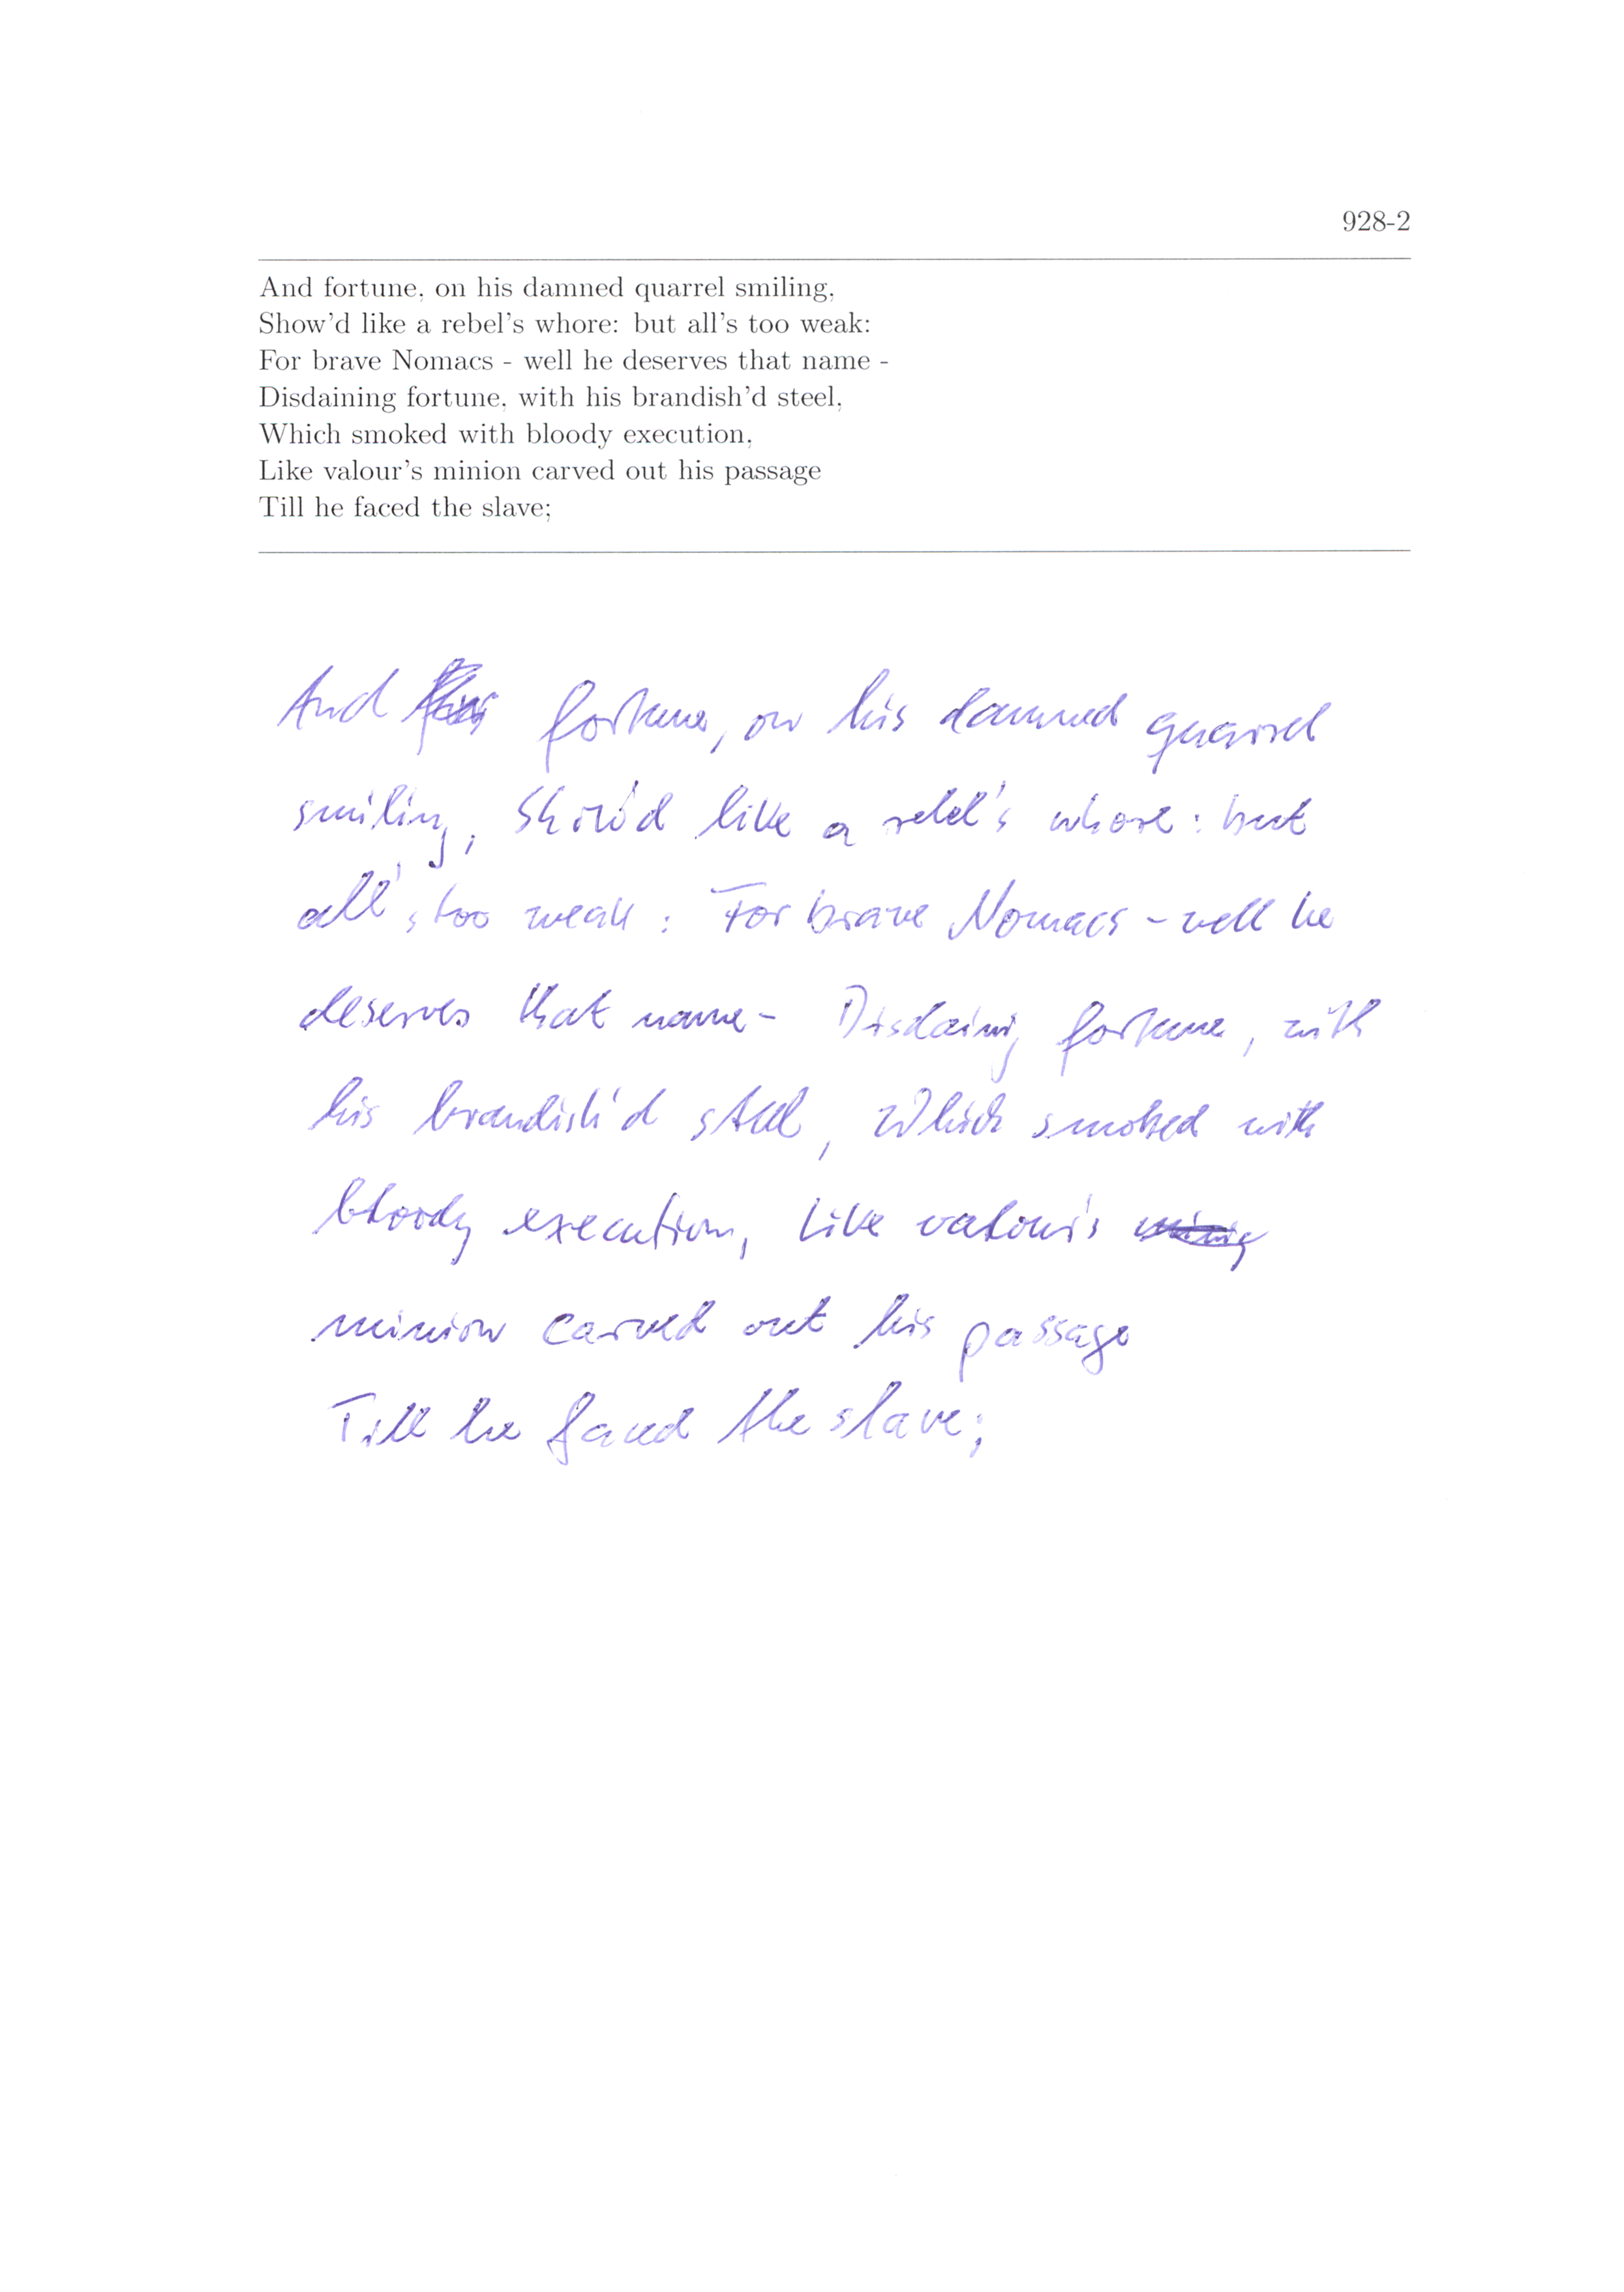 928-2
And fortune, on his damned quarrel smiling,
Show'd like a rebel's whore: but all's too weak:
For brave Nomacs - well he deserves that name -
Disdaining fortune, with his brandish'd steel,
Which smoked with bloody execution,
Like valour's minion carved out his passage
Till he faced the slave;
And fortune, on his damned quarrel
smiling, Show'd like a rebel's whore: but
all's too weak: For brave Nomacs - well he
deserves that name - Disdaining fortune, with
his brandish'd steel, Which smoked with
bloody execution, Like valour's
minion carved out his passage
Till he faced the slave;